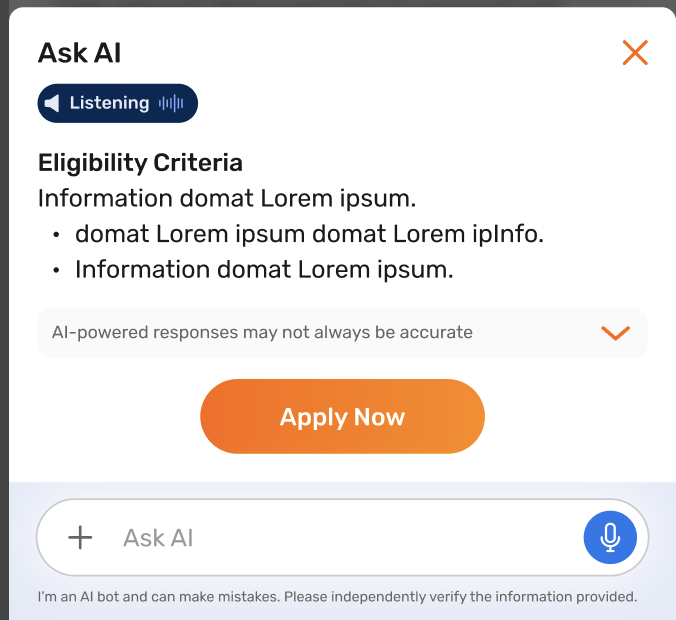 Ask AI
Listening
Eligibility Criteria
Information domat Lorem ipsum.
• domat Lorem ipsum domat Lorem ipInfo.
• Information domat Lorem ipsum.
AI-powered responses may not always be accurate
Apply Now
Ask AI
I'm an AI bot and can make mistakes. Please independently verify the information provided.